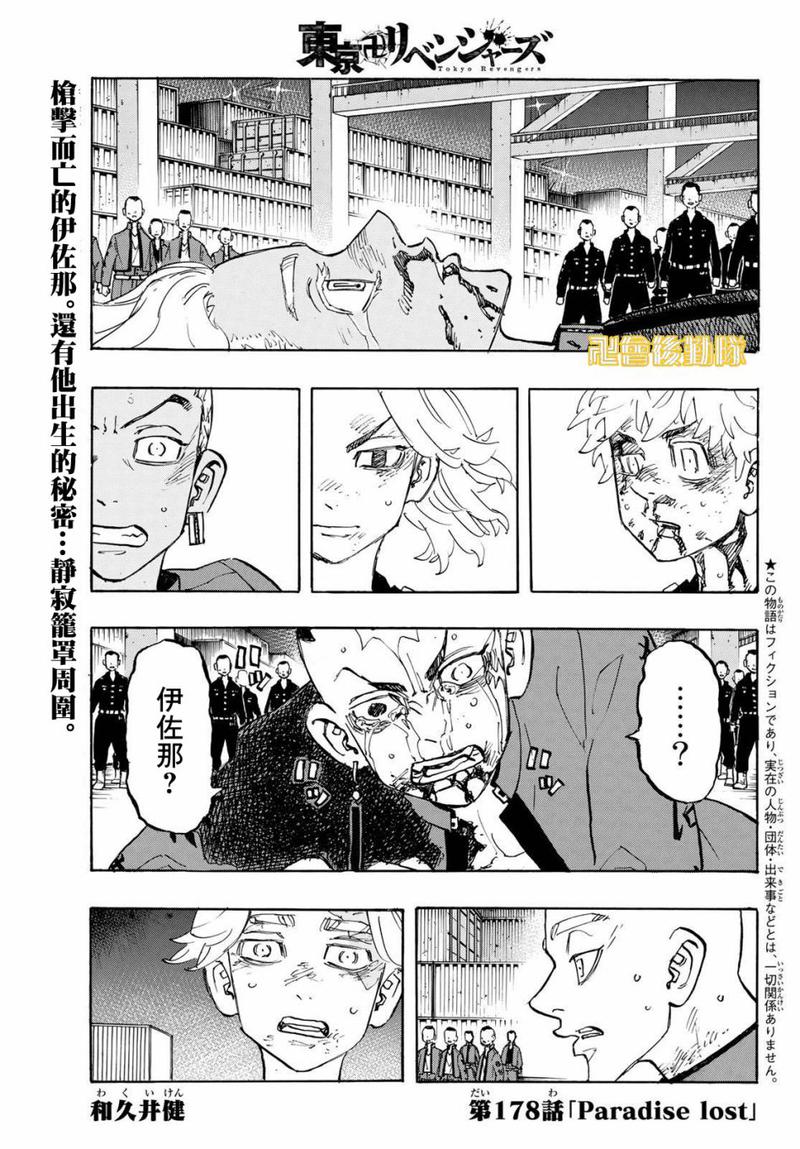 東京卍リベンジャーズ
Tokyo Revengers
槍擊而亡的伊佐那。還有他出生的秘密…靜寂籠罩周圍。
卍會機動隊
★この物語はフィクションであり、実在の人物・団体・出来事などとは、一切関係ありません。
……？
伊佐那？
第178話「Paradise lost」
和久井健